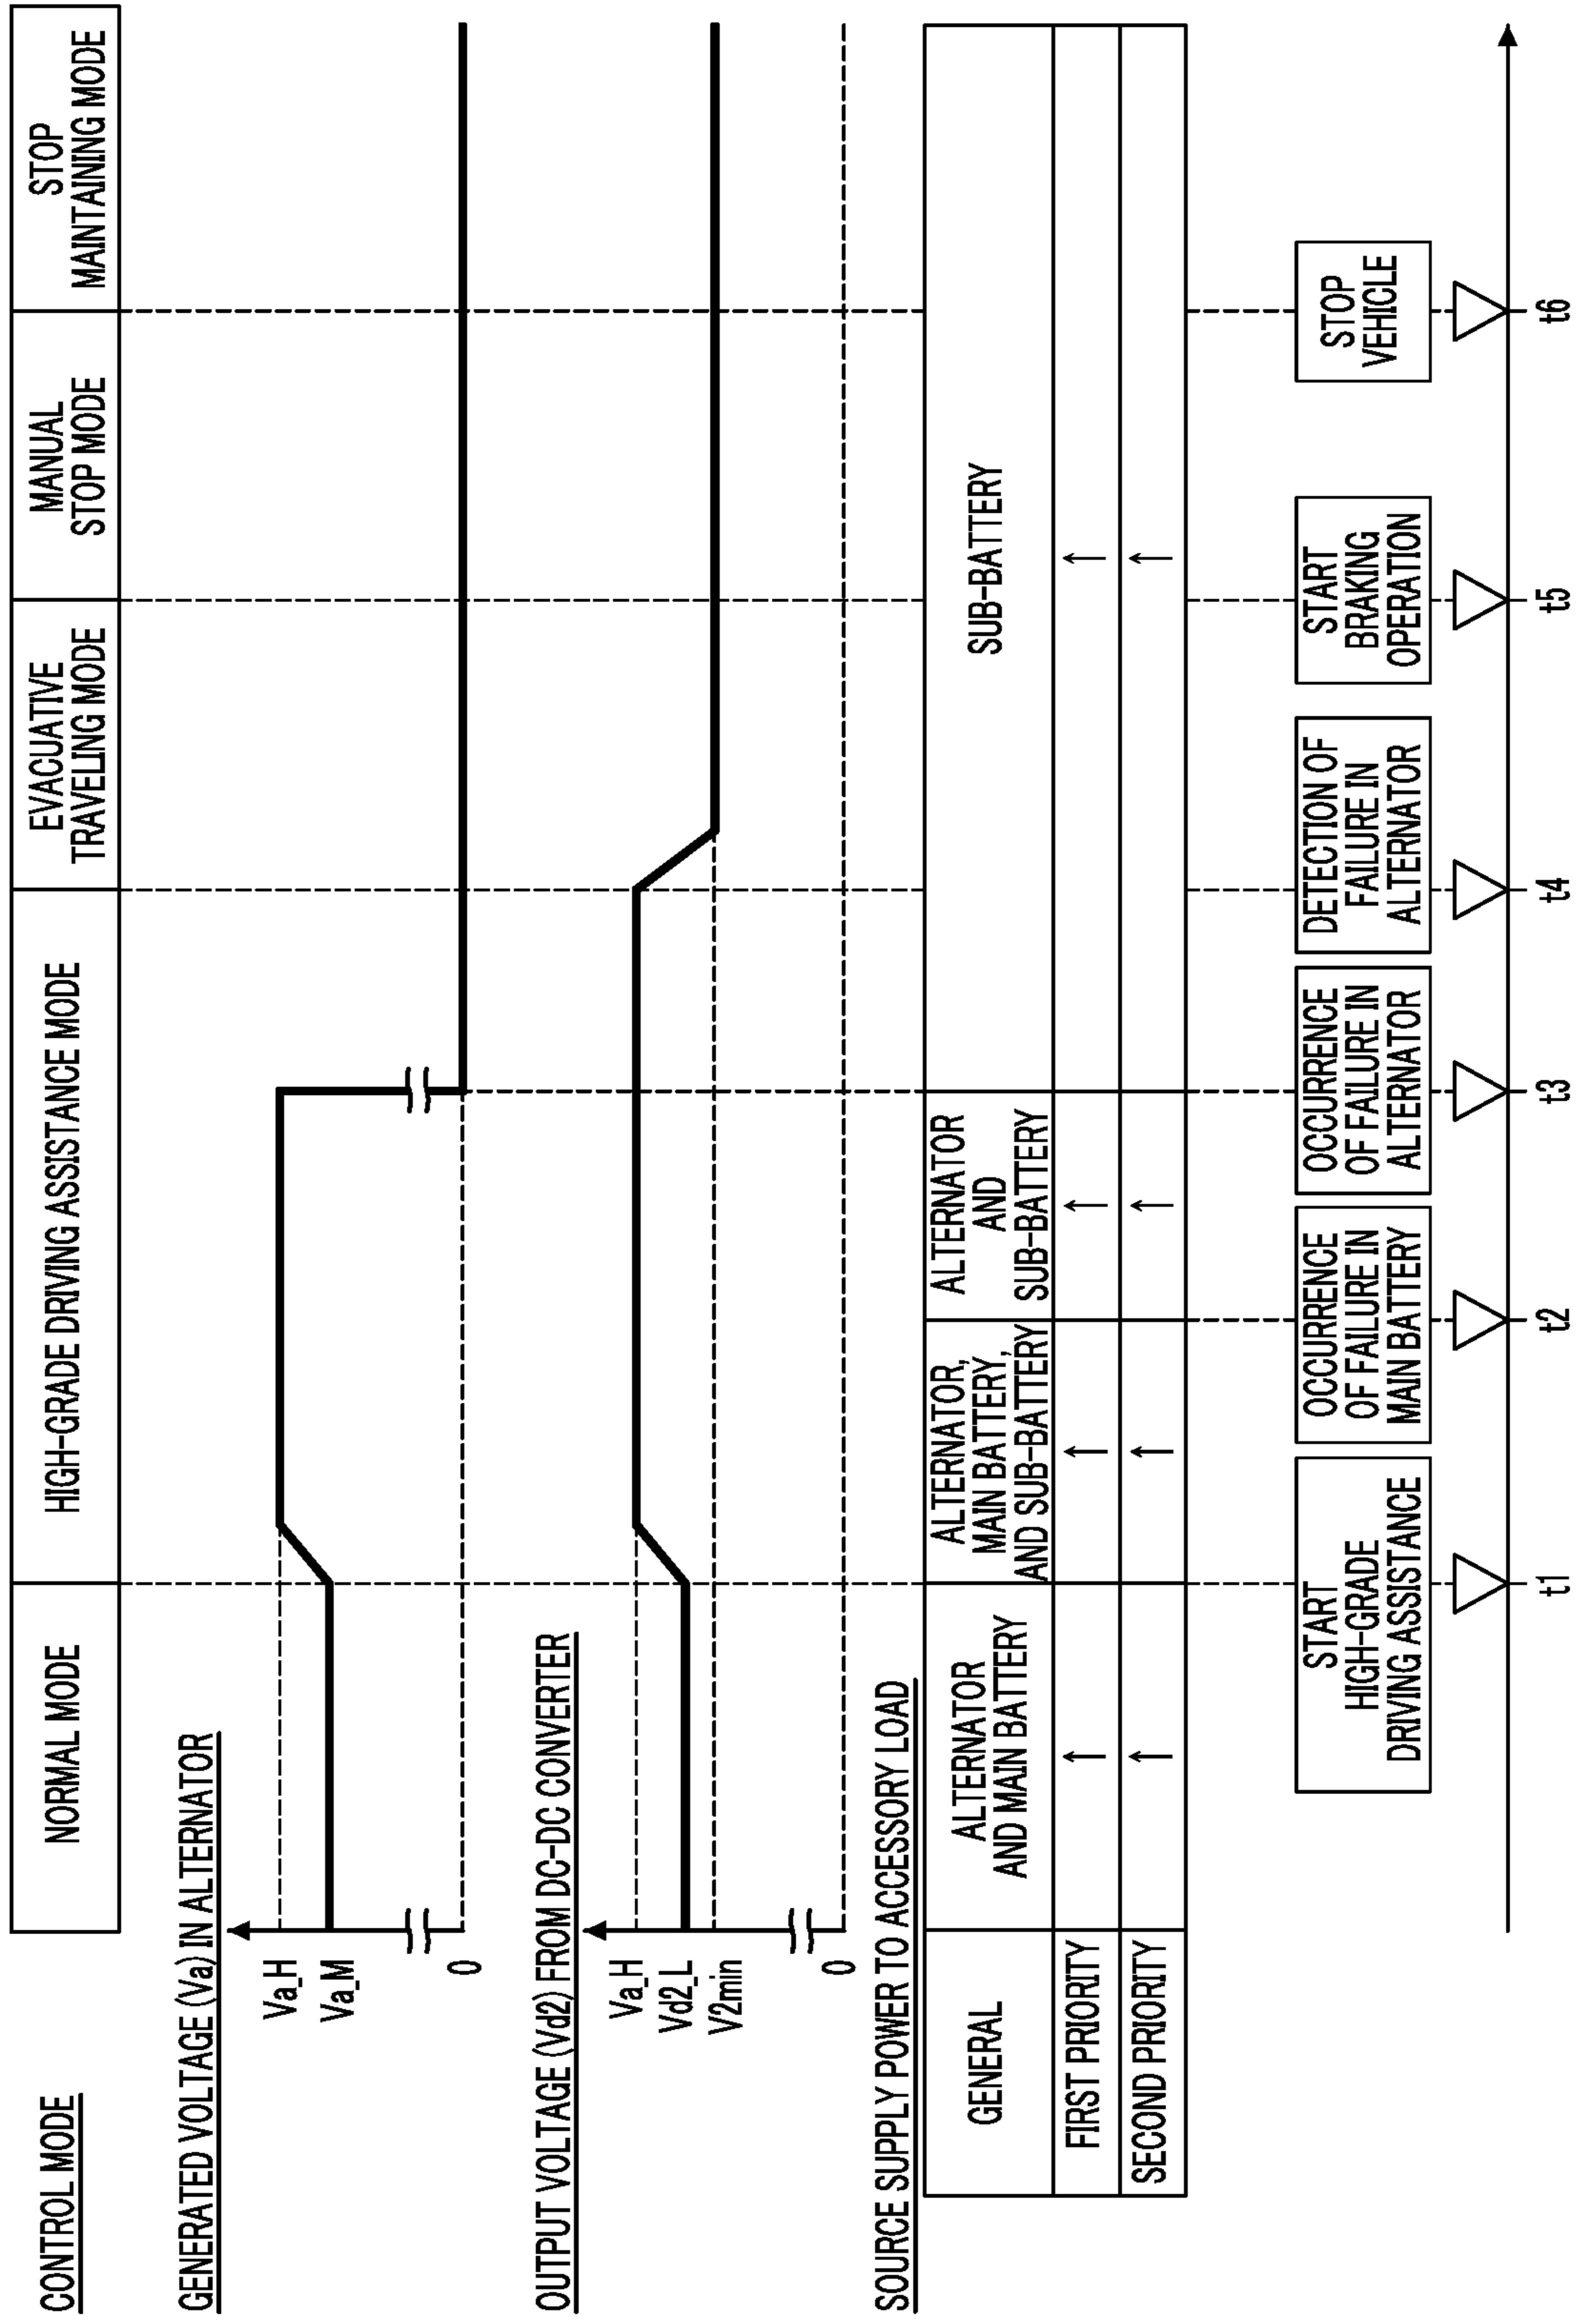 CONTROL MODE
NORMAL MODE
HIGH-GRADE DRIVING ASSISTANCE MODE
EVACUATIVE
TRAVELING MODE
MANUAL
STOP MODE
STOP
MAINTAINING MODE
GENERATED VOLTAGE (Va) IN ALTERNATOR
Va_H
Va_M
0
OUTPUT VOLTAGE (Vd2) FROM DC-DC CONVERTER
Va_H
Vd2_L
V2min
0
SOURCE SUPPLY POWER TO ACCESSORY LOAD
GENERAL
ALTERNATOR
AND MAIN BATTERY
ALTERNATOR,
MAIN BATTERY,
AND SUB-BATTERY
ALTERNATOR
AND
SUB-BATTERY
SUB-BATTERY
FIRST PRIORITY
↑
↑
↑
↑
SECOND PRIORITY
↑
↑
↑
↑
START
HIGH-GRADE
DRIVING ASSISTANCE
OCCURRENCE
OF FAILURE IN
MAIN BATTERY
OCCURRENCE
OF FAILURE IN
ALTERNATOR
DETECTION OF
FAILURE IN
ALTERNATOR
START
BRAKING
OPERATION
STOP
VEHICLE
t1
t2
t3
t4
t5
t6